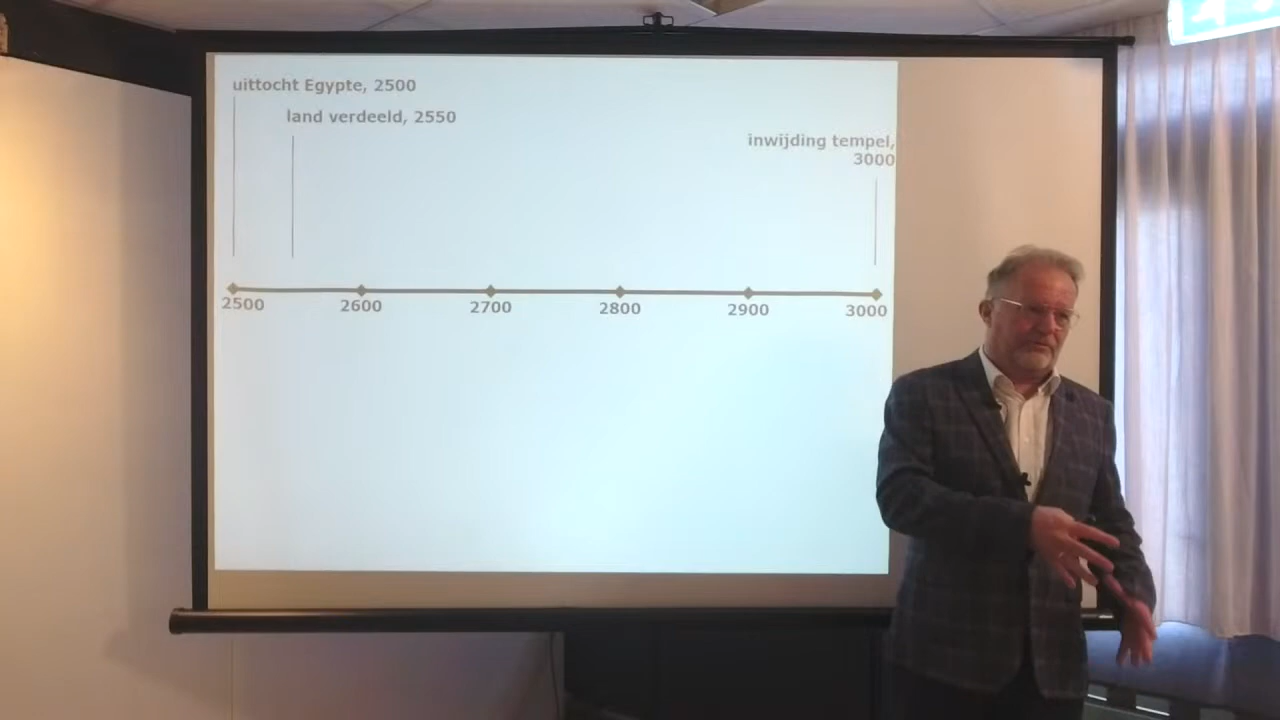 uittocht Egypte, 2500
land verdeeld, 2550
inwijding tempel,
3000
2500
2600
2700
2800
2900
3000